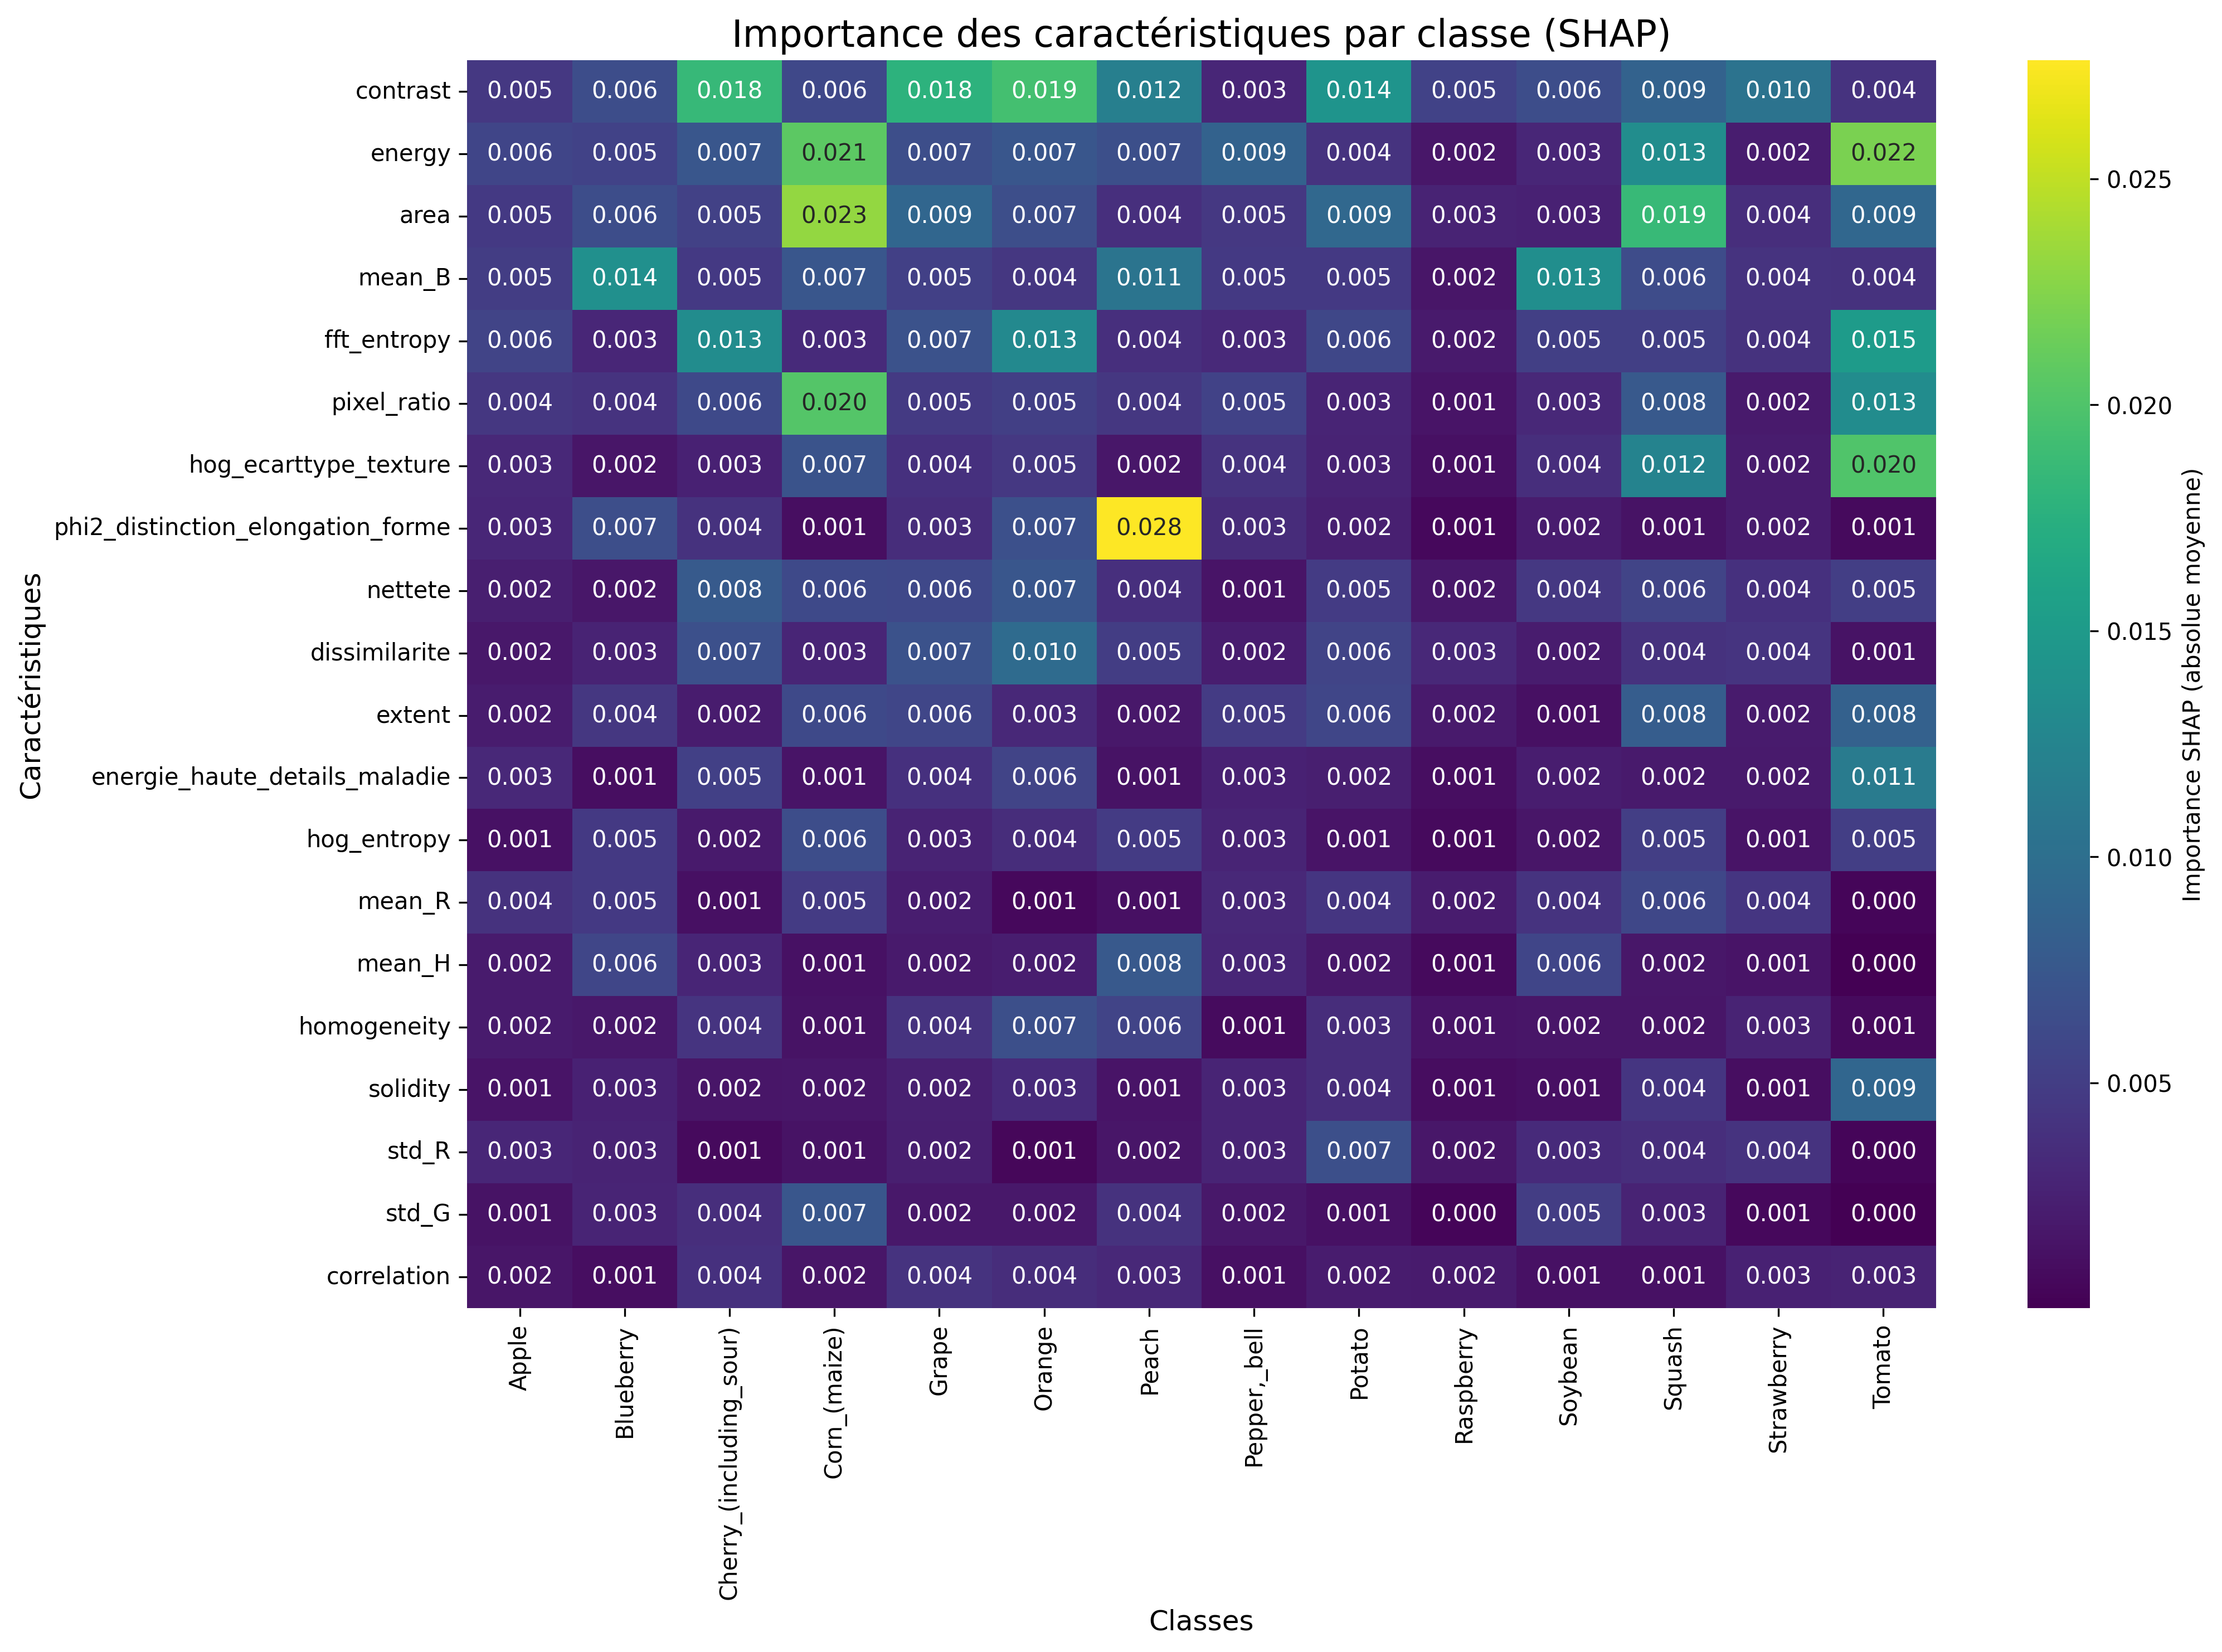 Importance des caractéristiques par classe (SHAP)
contrast 0.005 0.006 0.018 0.006 0.018 0.019 0.012 0.003 0.014 0.005 0.006 0.009 0.010 0.004
energy 0.006 0.005 0.007 0.021 0.007 0.007 0.007 0.009 0.004 0.002 0.003 0.013 0.002 0.022
area 0.005 0.006 0.005 0.023 0.009 0.007 0.004 0.005 0.009 0.003 0.003 0.019 0.004 0.009
mean_B 0.005 0.014 0.005 0.007 0.005 0.004 0.011 0.005 0.005 0.002 0.013 0.006 0.004 0.004
fft_entropy 0.006 0.003 0.013 0.003 0.007 0.013 0.004 0.003 0.006 0.002 0.005 0.005 0.004 0.015
pixel_ratio 0.004 0.004 0.006 0.020 0.005 0.005 0.004 0.005 0.003 0.001 0.003 0.008 0.002 0.013
hog_ecarttype_texture 0.003 0.002 0.003 0.007 0.004 0.005 0.002 0.004 0.003 0.001 0.004 0.012 0.002 0.020
phi2_distinction_elongation_forme 0.003 0.007 0.004 0.001 0.003 0.007 0.028 0.003 0.002 0.001 0.002 0.001 0.002 0.001
nettete 0.002 0.002 0.008 0.006 0.006 0.007 0.004 0.001 0.005 0.002 0.004 0.006 0.004 0.005
dissimilarite 0.002 0.003 0.007 0.003 0.007 0.010 0.005 0.002 0.006 0.003 0.002 0.004 0.004 0.001
extent 0.002 0.004 0.002 0.006 0.006 0.003 0.002 0.005 0.006 0.002 0.001 0.008 0.002 0.008
energie_haute_details_maladie 0.003 0.001 0.005 0.001 0.004 0.006 0.001 0.003 0.002 0.001 0.002 0.002 0.002 0.011
hog_entropy 0.001 0.005 0.002 0.006 0.003 0.004 0.005 0.003 0.001 0.001 0.002 0.005 0.001 0.005
mean_R 0.004 0.005 0.001 0.005 0.002 0.001 0.001 0.003 0.004 0.002 0.004 0.006 0.004 0.000
mean_H 0.002 0.006 0.003 0.001 0.002 0.002 0.008 0.003 0.002 0.001 0.006 0.002 0.001 0.000
homogeneity 0.002 0.002 0.004 0.001 0.004 0.007 0.006 0.001 0.003 0.001 0.002 0.002 0.003 0.001
solidity 0.001 0.003 0.002 0.002 0.002 0.003 0.001 0.003 0.004 0.001 0.001 0.004 0.001 0.009
std_R 0.003 0.003 0.001 0.001 0.002 0.001 0.002 0.003 0.007 0.002 0.003 0.004 0.004 0.000
std_G 0.001 0.003 0.004 0.007 0.002 0.002 0.004 0.002 0.001 0.000 0.005 0.003 0.001 0.000
correlation 0.002 0.001 0.004 0.002 0.004 0.004 0.003 0.001 0.002 0.002 0.001 0.001 0.003 0.003
Caractéristiques
Apple
Blueberry
Cherry_(including_sour)
Corn_(maize)
Grape
Orange
Peach
Pepper,_bell
Potato
Raspberry
Soybean
Squash
Strawberry
Tomato
Classes
0.025
0.020
0.015
0.010
0.005
Importance SHAP (absolue moyenne)